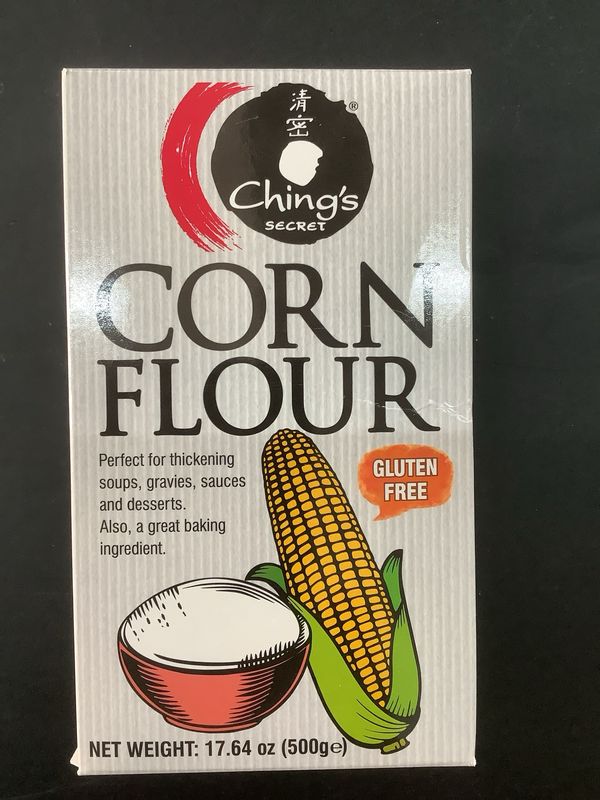 清
密
®
Ching's
SECRET
CORN
FLOUR
Perfect for thickening
soups, gravies, sauces
and desserts.
Also, a great baking
ingredient.
GLUTEN
FREE
NET WEIGHT: 17.64 oz (500g℮)